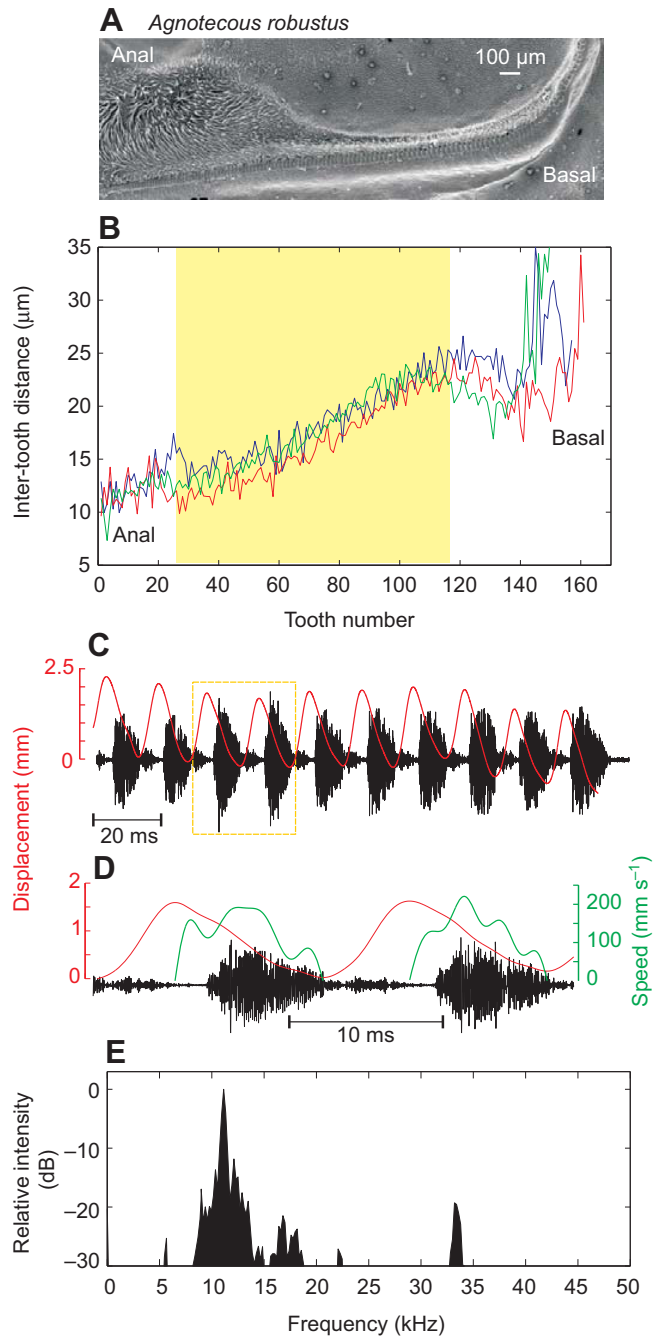 A Agnotecous robustus
Anal
100 µm
Basal
B
35
30
25
20
15
10
5
Inter-tooth distance (µm)
Anal
Basal
0 20 40 60 80 100 120 140 160
Tooth number
C
2.5
0
Displacement (mm)
20 ms
D
2
1
0
200
100
0
Speed (mm s⁻¹)
10 ms
E
0
–10
–20
–30
Relative intensity
(dB)
0 5 10 15 20 25 30 35 40 45 50
Frequency (kHz)